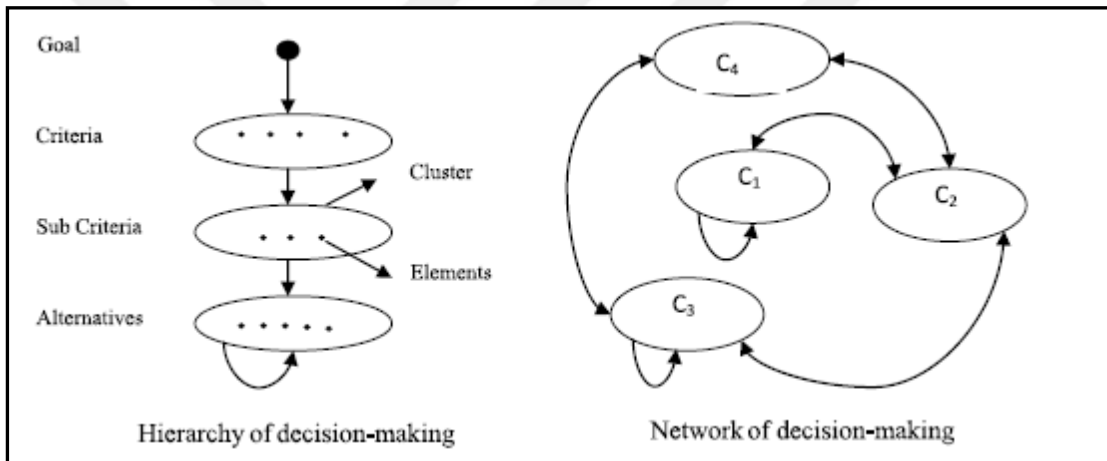 Goal
Criteria
Cluster
Sub Criteria
Elements
Alternatives
Hierarchy of decision-making
C₄
C₁
C₂
C₃
Network of decision-making